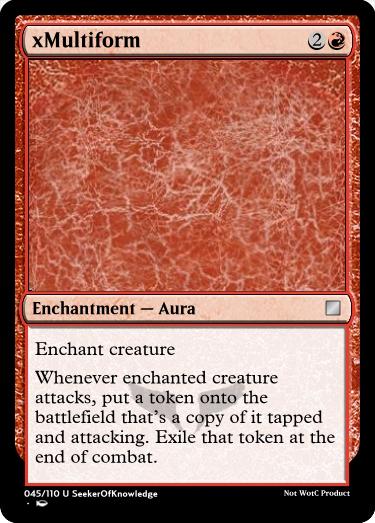 xMultiform 2
Enchantment — Aura
Enchant creature
Whenever enchanted creature
attacks, put a token onto the
battlefield that's a copy of it tapped
and attacking. Exile that token at the
end of combat.
045/110 U SeekerOfKnowledge
Not WotC Product